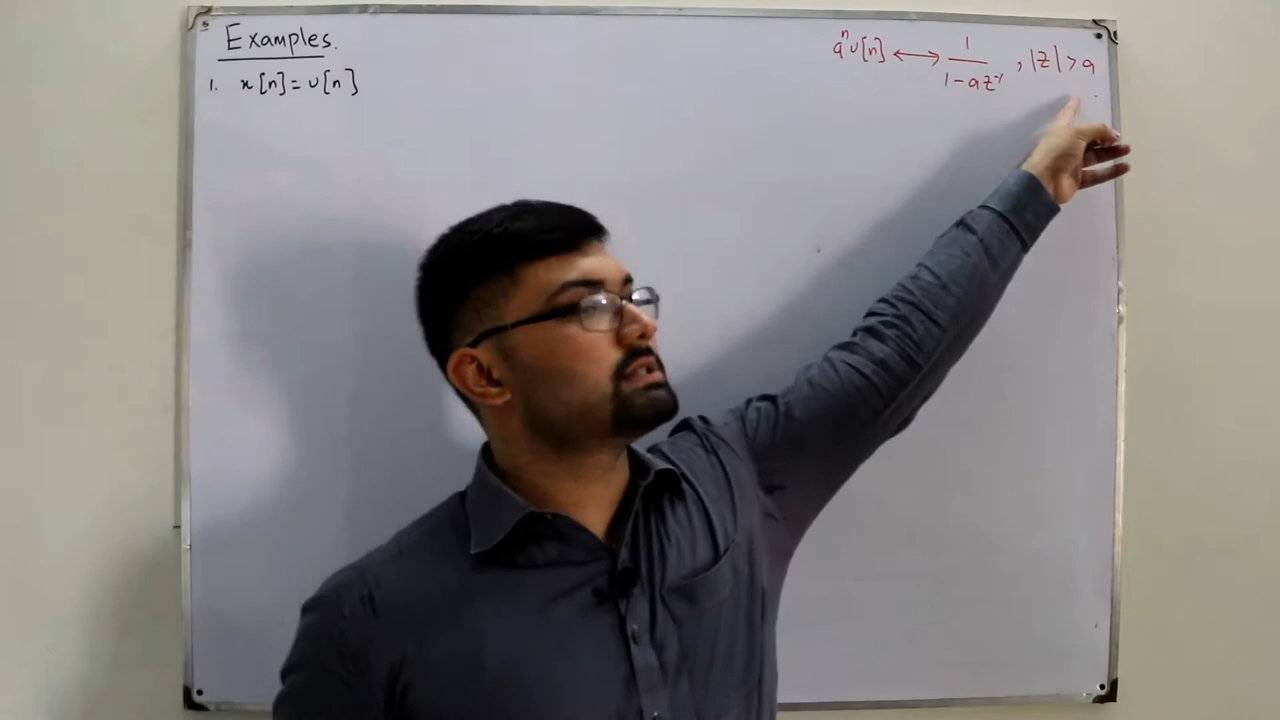 Examples.
1. x[n] = u[n]
aⁿu[n] ⟷ 1/(1-az⁻¹), |z|>a